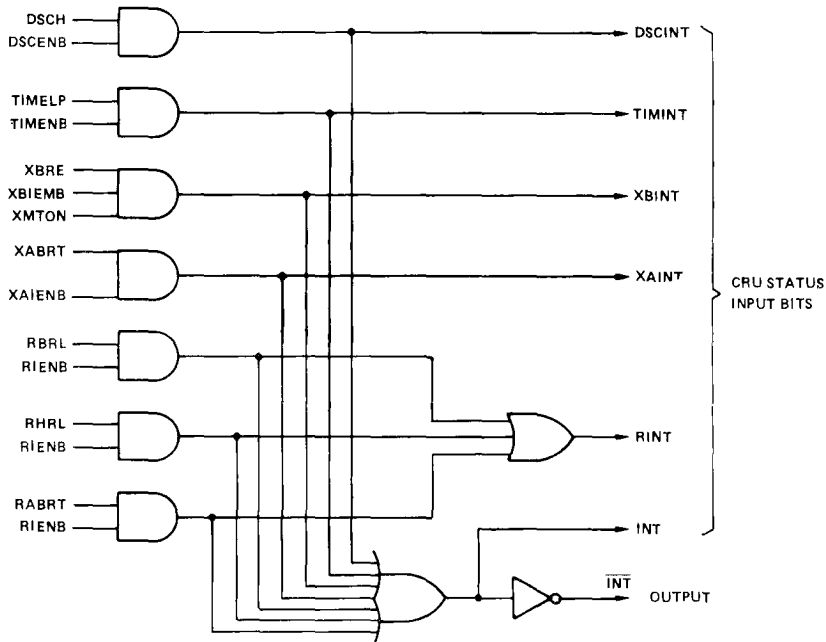 DSCH
DSCENB
DSCINT
TIMELP
TIMENB
TIMINT
XBRE
XBIEMB
XMTON
XBINT
XABRT
XAIENB
XAINT
CRU STATUS
INPUT BITS
RBRL
RIENB
RHRL
RIENB
RINT
RABRT
RIENB
INT
INT
OUTPUT